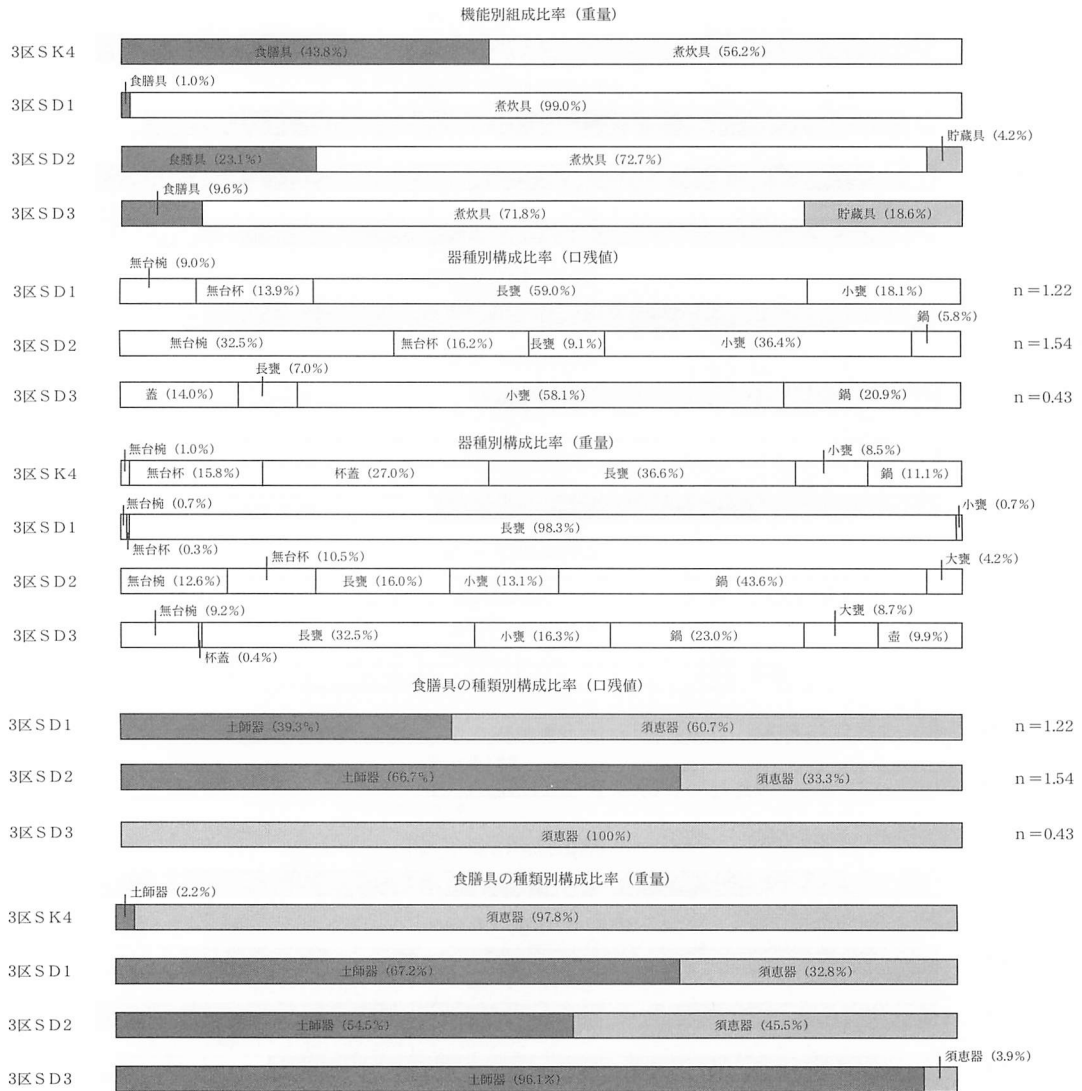 機能別組成比率（重量）
3区SK4 食膳具（43.8%） 煮炊具（56.2%）
食膳具（1.0%）
3区SD1 煮炊具（99.0%）
貯蔵具（4.2%）
3区SD2 食膳具（23.1%） 煮炊具（72.7%）
食膳具（9.6%）
3区SD3 煮炊具（71.8%） 貯蔵具（18.6%）
器種別構成比率（口残値）
無台椀（9.0%）
3区SD1 無台杯（13.9%） 長甕（59.0%） 小甕（18.1%） n＝1.22
鍋（5.8%）
3区SD2 無台椀（32.5%） 無台杯（16.2%） 長甕（9.1%） 小甕（36.4%） n＝1.54
長甕（7.0%）
3区SD3 蓋（14.0%） 小甕（58.1%） 鍋（20.9%） n＝0.43
器種別構成比率（重量）
無台椀（1.0%） 小甕（8.5%）
3区SK4 無台杯（15.8%） 杯蓋（27.0%） 長甕（36.6%） 鍋（11.1%）
無台椀（0.7%） 小甕（0.7%）
3区SD1 長甕（98.3%）
無台杯（0.3%）
無台杯（10.5%） 大甕（4.2%）
3区SD2 無台椀（12.6%） 長甕（16.0%） 小甕（13.1%） 鍋（43.6%）
無台椀（9.2%） 大甕（8.7%）
3区SD3 長甕（32.5%） 小甕（16.3%） 鍋（23.0%） 壺（9.9%）
杯蓋（0.4%）
食膳具の種類別構成比率（口残値）
3区SD1 土師器（39.3%） 須恵器（60.7%） n＝1.22
3区SD2 土師器（66.7%） 須恵器（33.3%） n＝1.54
3区SD3 須恵器（100%） n＝0.43
食膳具の種類別構成比率（重量）
土師器（2.2%）
3区SK4 須恵器（97.8%）
3区SD1 土師器（67.2%） 須恵器（32.8%）
3区SD2 土師器（54.5%） 須恵器（45.5%）
須恵器（3.9%）
3区SD3 土師器（96.1%）